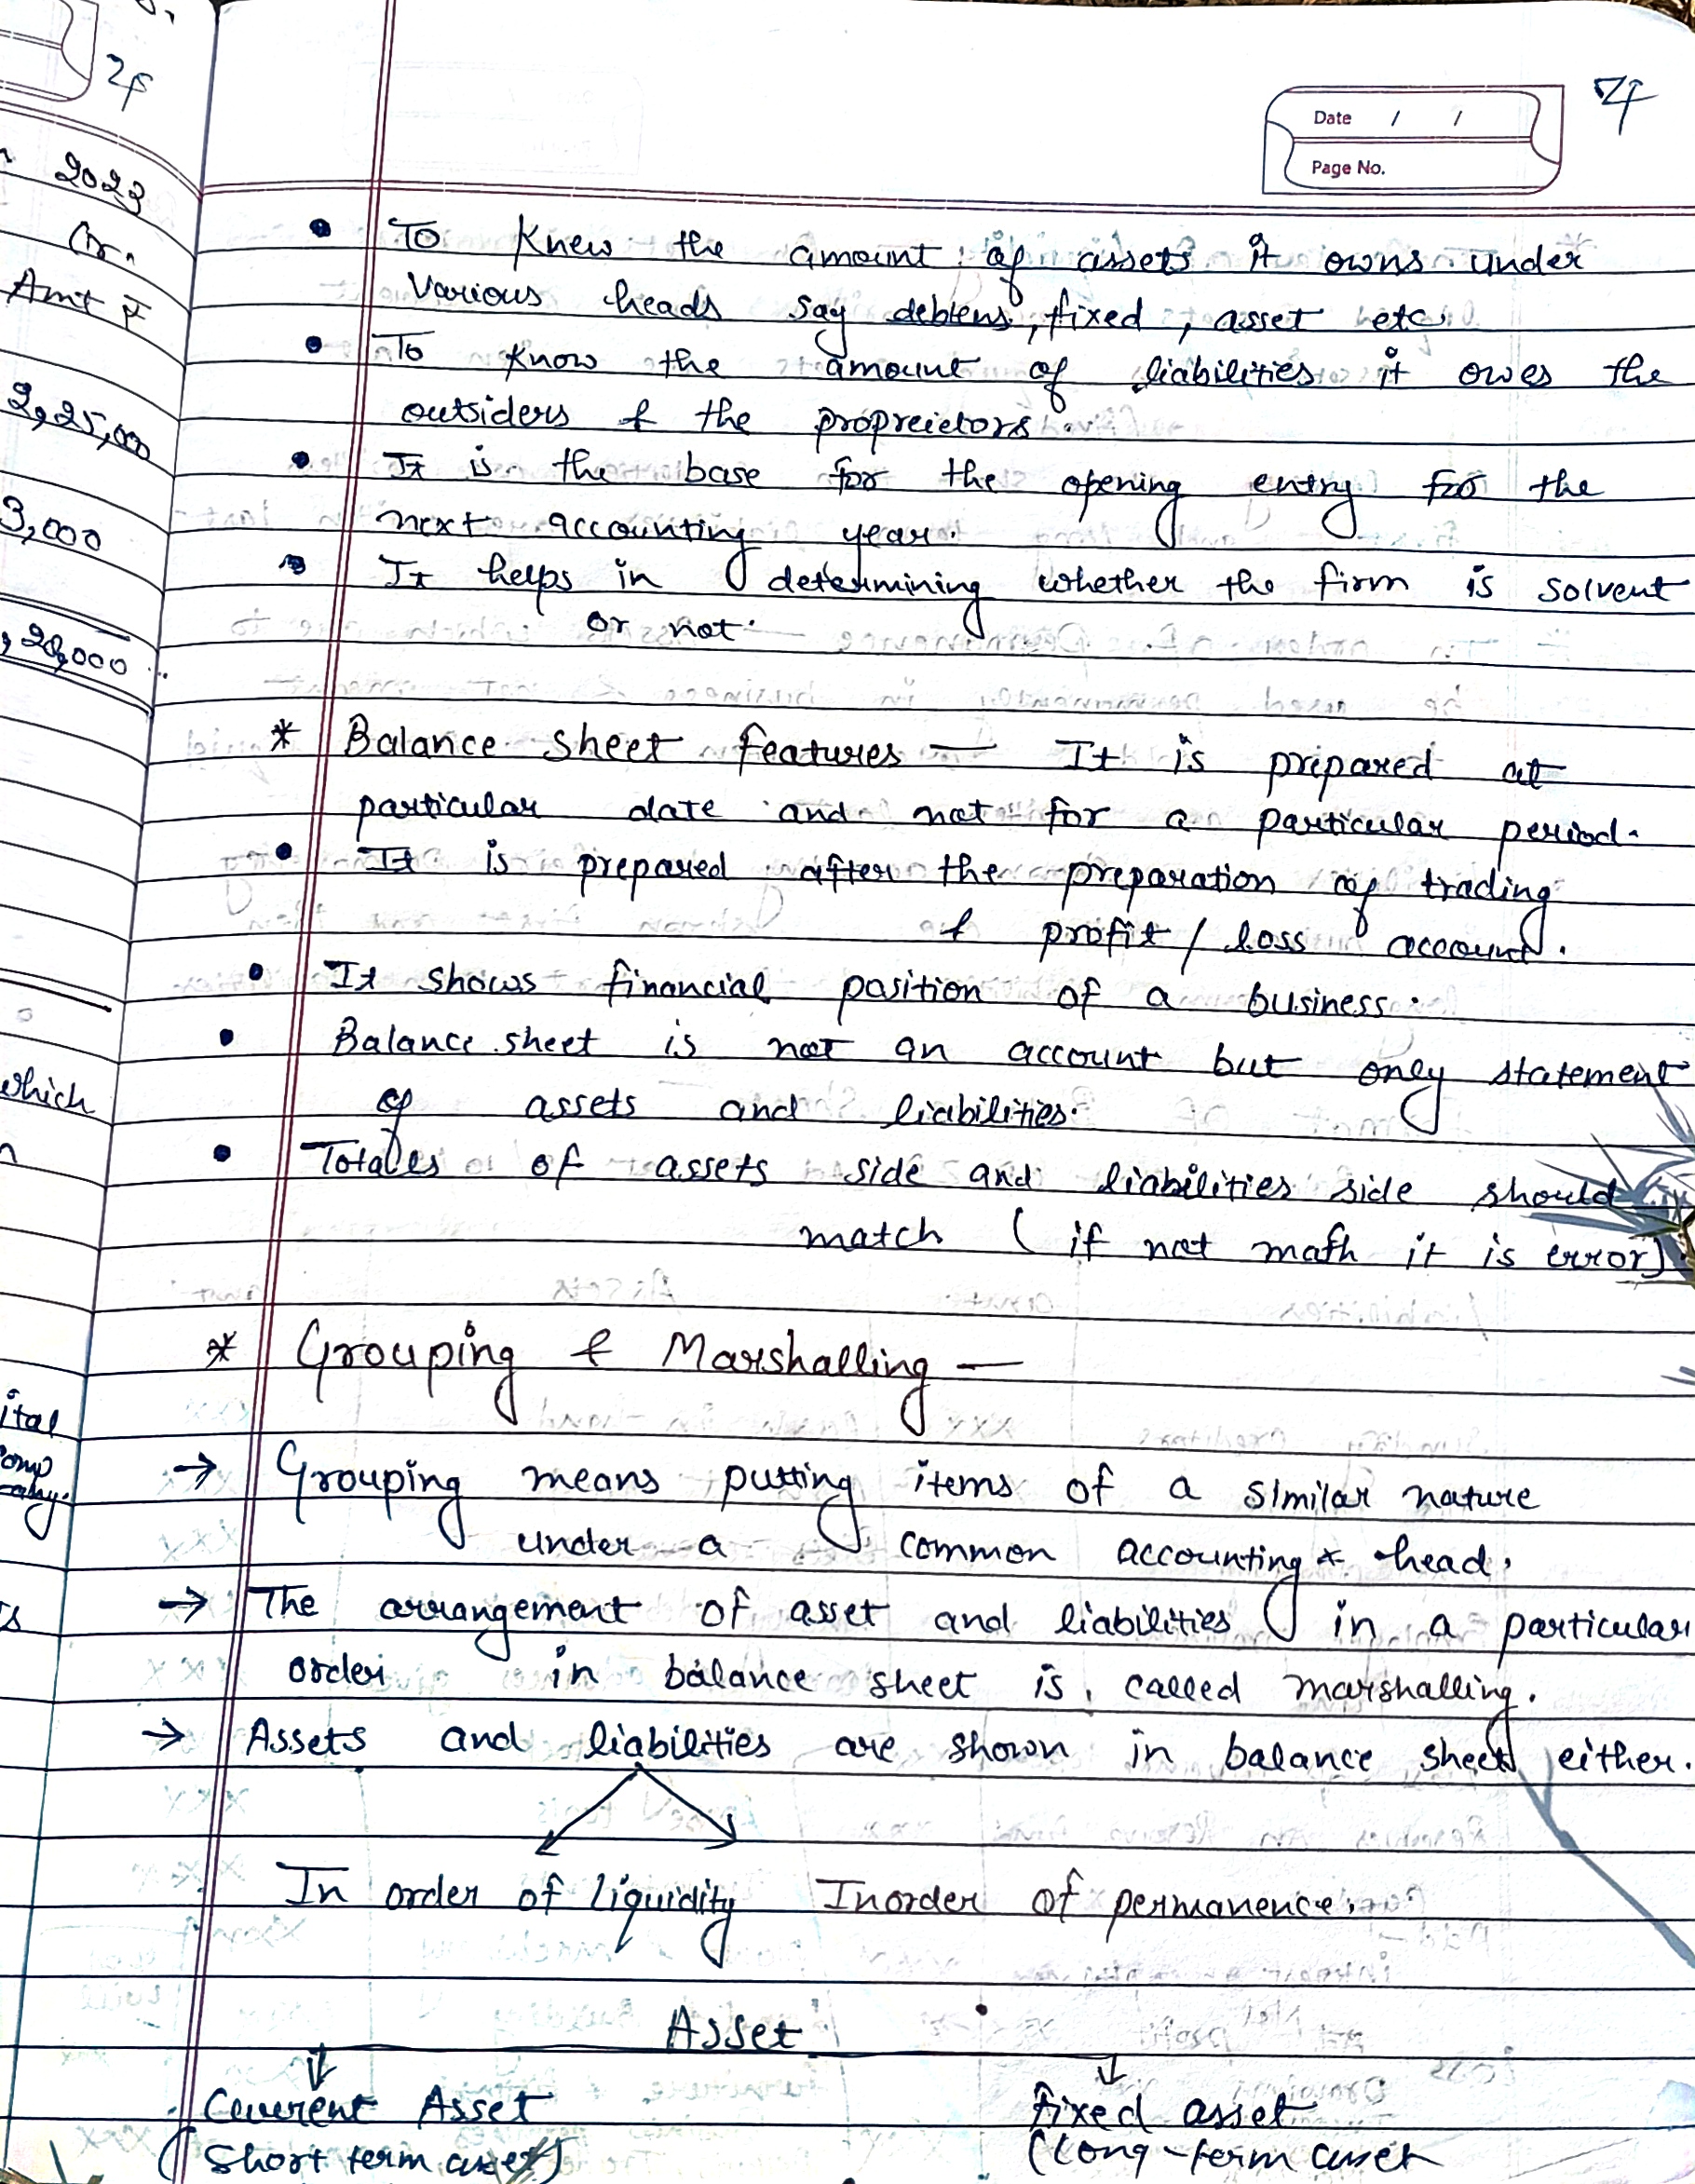 2f
2023
Cr.
Amt ₹
2,25,000
3,000
,20,000
which
ital
Date / /
Page No.
• To Knew the amount of assets it owns under
Various heads say debtens, fixed, asset etc.
• To know the amount of liabilities it owes the
outsiders & the propreietors.
• It is the base for the opening entry for the
next accounting year.
• It helps in determining whether the firm is solvent
or not.
* Balance sheet features — It is prepared at
particular date and not for a particular period.
• It is prepared after the preparation of trading
& profit / loss account.
• It shows financial position of a business.
• Balance sheet is not an account but only statement
of assets and liabilities.
• Totales of assets side and liabilities side should
match ( if not math it is error)
* Grouping & Marshalling —
→ Grouping means putting items of a similar nature
under a common accounting head.
→ The arrangement of asset and liabilities in a particular
order in balance sheet is called marshalling.
→ Assets and liabilities are shown in balance sheet either.
In order of liquidity Inorder of permanence.
Asset
Current Asset fixed asset
(Short term asset) (long-term asset